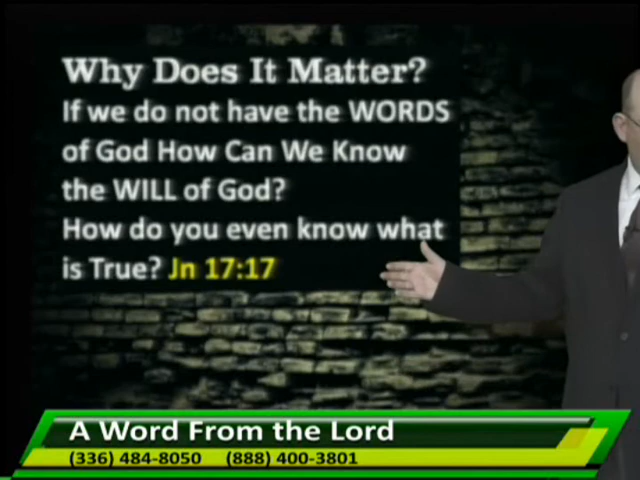 Why Does It Matter?
If we do not have the WORDS
of God How Can We Know
the WILL of God?
How do you even know what
is True? Jn 17:17
A Word From the Lord
(336) 484-8050 (888) 400-3801